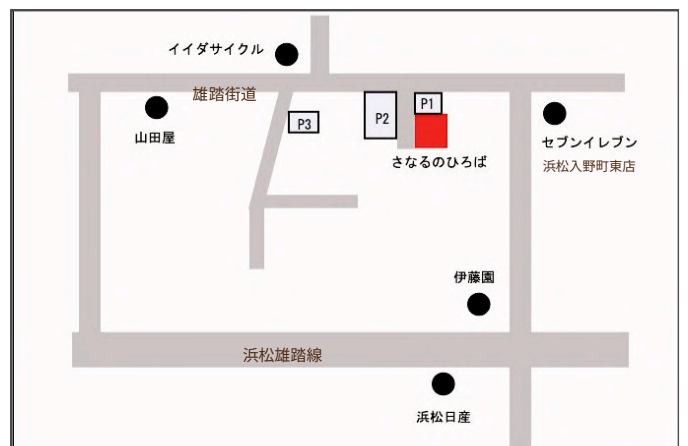 イイダサイクル
雄踏街道
山田屋
P3
P2
P1
さなるのひろば
セブンイレブン
浜松入野町東店
伊藤園
浜松雄踏線
浜松日産